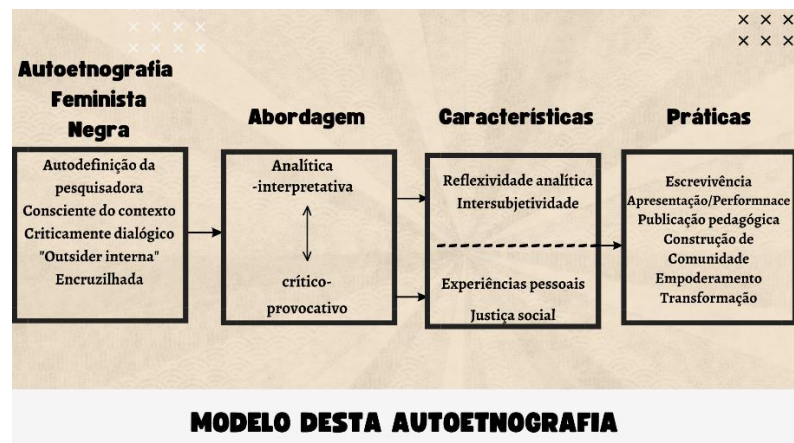 Autoetnografia
Feminista
Negra
Autodefinição da
pesquisadora
Consciente do contexto
Criticamente dialógico
"Outsider interna"
Encruzilhada
Abordagem
Analítica
-interpretativa
crítico-
provocativo
Características
Reflexividade analítica
Intersubjetividade
Experiências pessoais
Justiça social
Práticas
Escrevivência
Apresentação/Performnace
Publicação pedagógica
Construção de
Comunidade
Empoderamento
Transformação
MODELO DESTA AUTOETNOGRAFIA